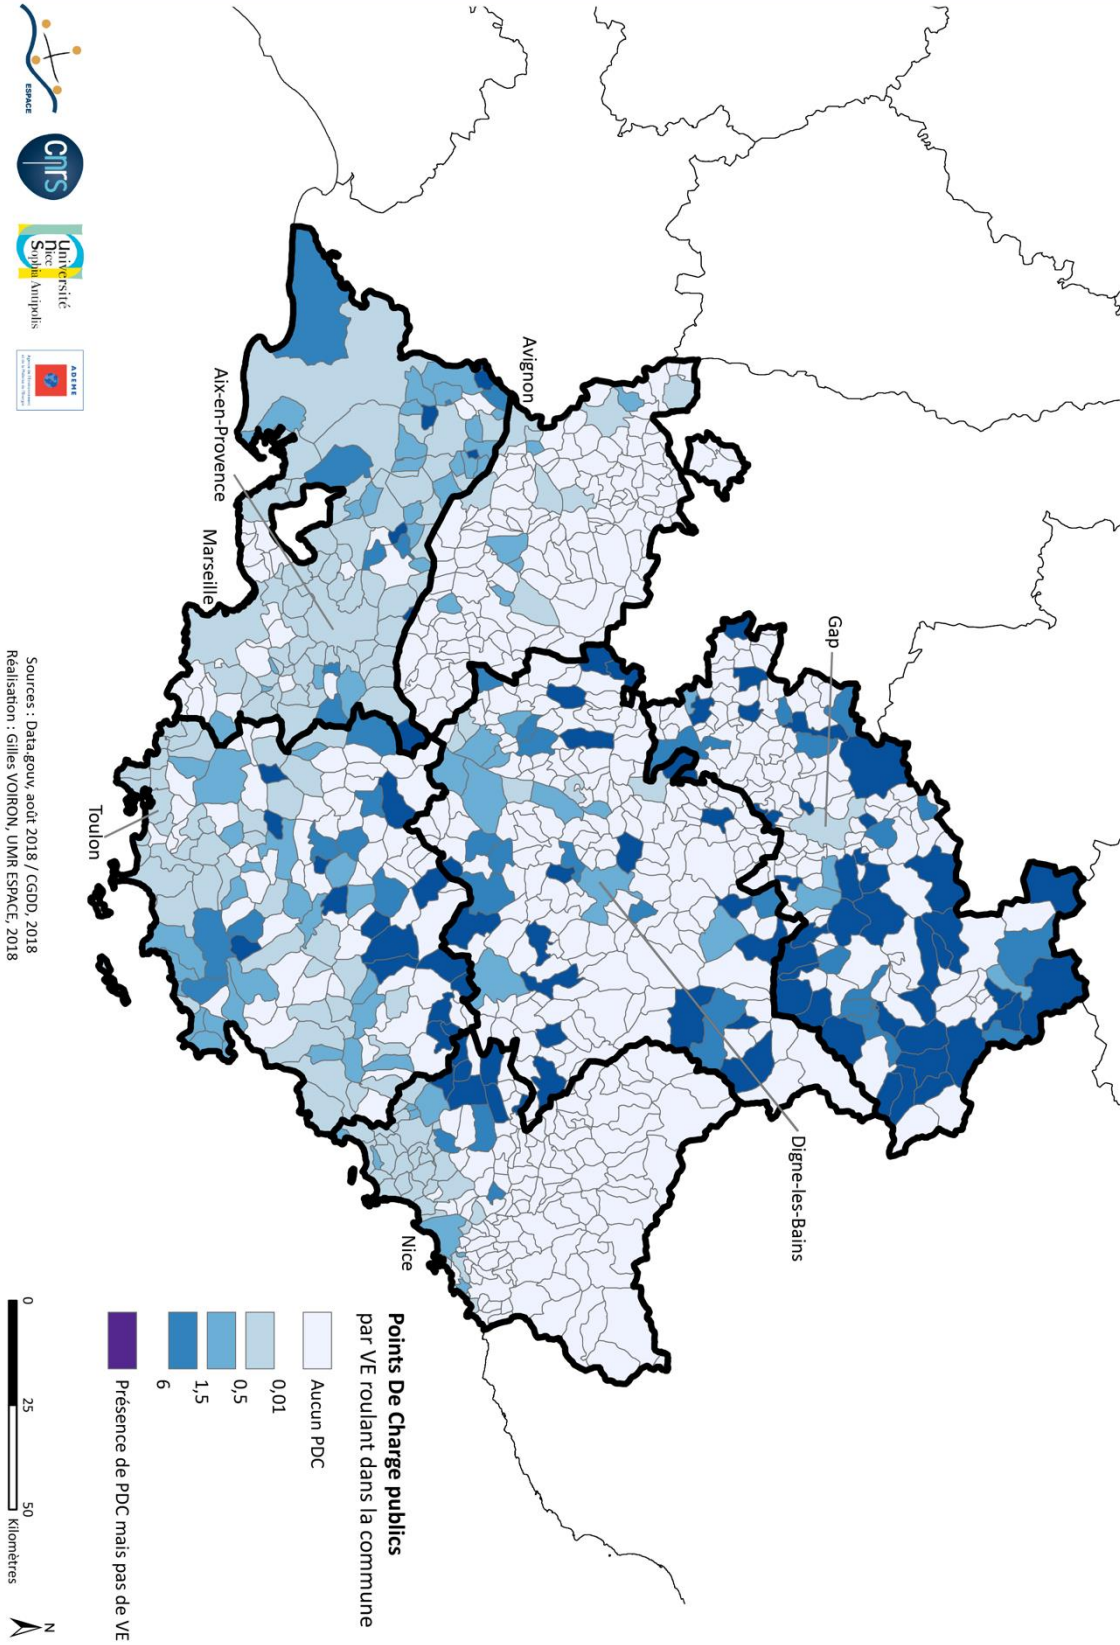 Gap
Avignon
Digne-les-Bains
Aix-en-Provence
Marseille
Nice
Toulon
Points De Charge publics
par VE roulant dans la commune
Aucun PDC
0,01
0,5
1,5
6
Présence de PDC mais pas de VE
0 25 50
Kilomètres
N
ESPACE
cnrs
Université
nice
Sophia Antipolis
ADEME
Sources : Data.gouv, août 2018 / CGDD, 2018
Réalisation : Gilles VOIRON, UMR ESPACE, 2018